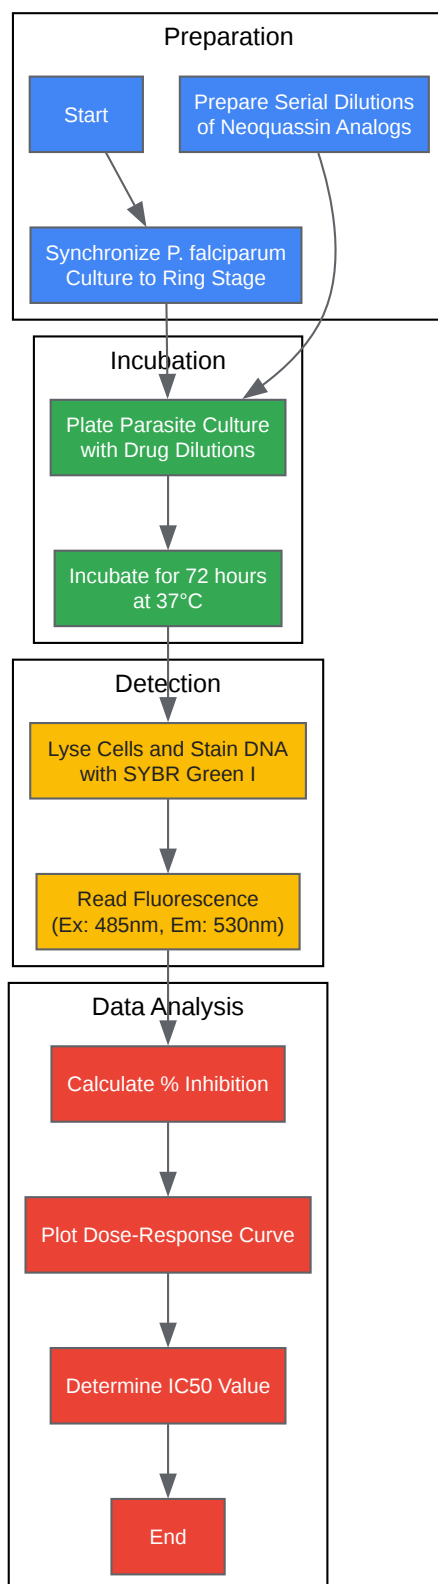 Preparation
Start
Prepare Serial Dilutions
of Neoquassin Analogs
Synchronize P. falciparum
Culture to Ring Stage
Incubation
Plate Parasite Culture
with Drug Dilutions
Incubate for 72 hours
at 37°C
Detection
Lyse Cells and Stain DNA
with SYBR Green I
Read Fluorescence
(Ex: 485nm, Em: 530nm)
Data Analysis
Calculate % Inhibition
Plot Dose-Response Curve
Determine IC50 Value
End